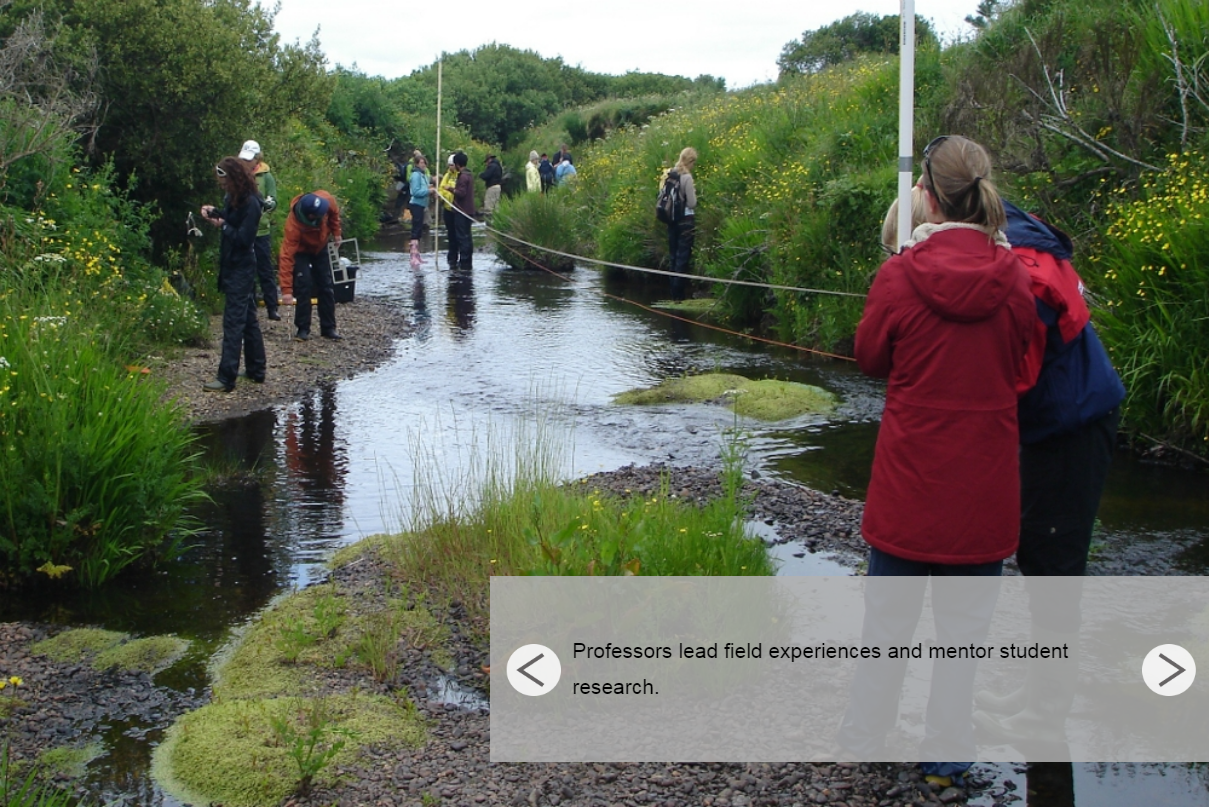 Professors lead field experiences and mentor student
research.